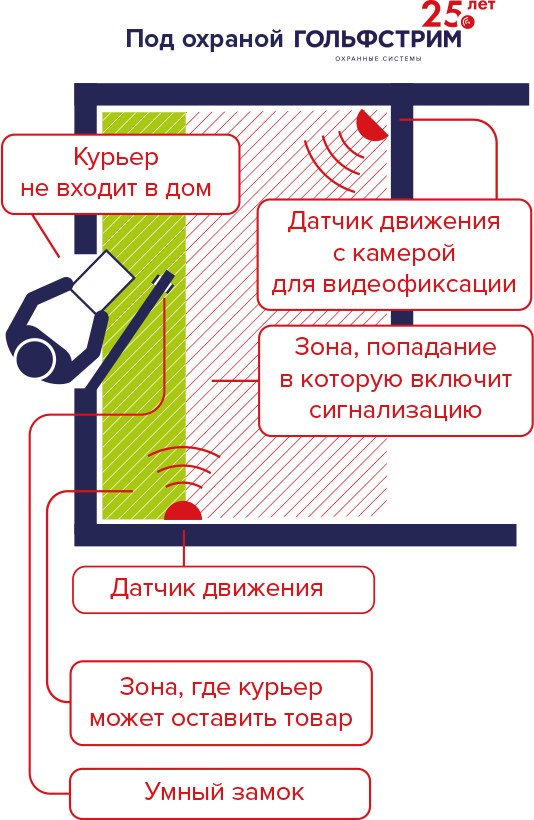 25 лет
Под охраной ГОЛЬФСТРИМ
ОХРАННЫЕ СИСТЕМЫ
Курьер
не входит в дом
Датчик движения
с камерой
для видеофиксации
Зона, попадание
в которую включит
сигнализацию
Датчик движения
Зона, где курьер
может оставить товар
Умный замок